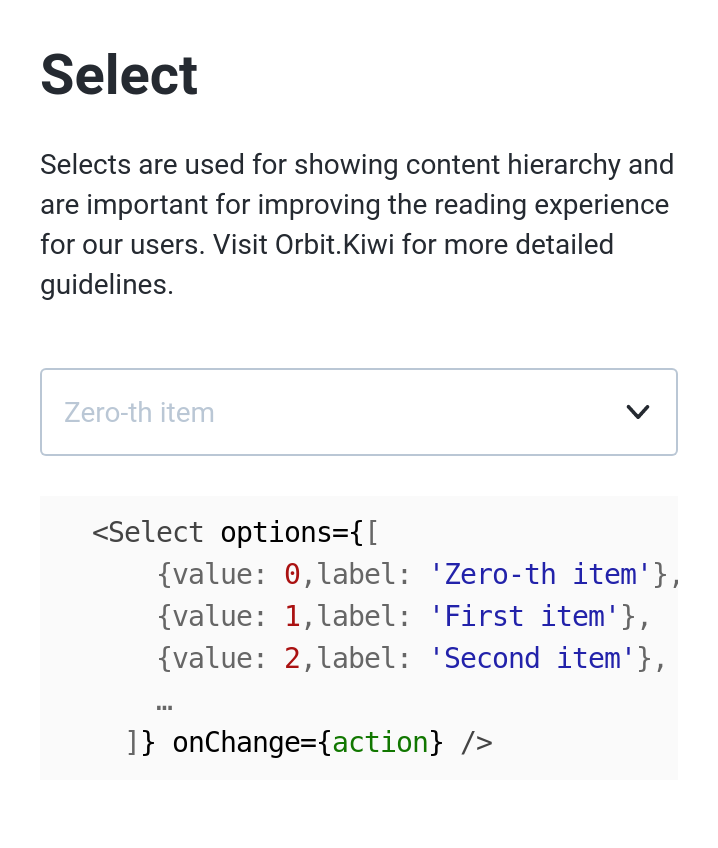 Select
Selects are used for showing content hierarchy and
are important for improving the reading experience
for our users. Visit Orbit.Kiwi for more detailed
guidelines.
Zero-th item
<Select options={[
{value: 0,label: 'Zero-th item'},
{value: 1,label: 'First item'},
{value: 2,label: 'Second item'},
…
]} onChange={action} />